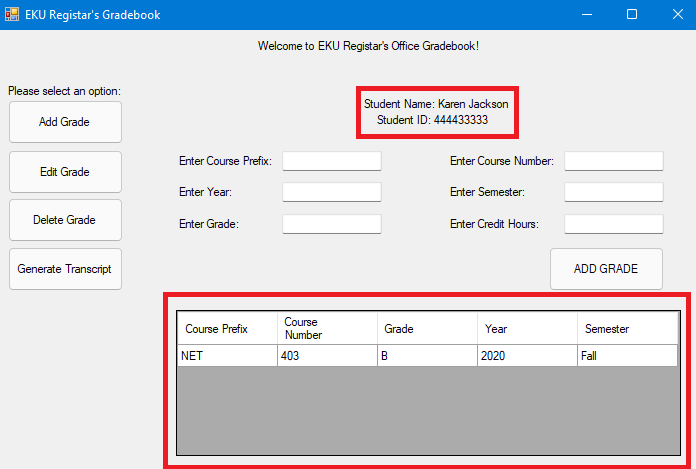 EKU Registar's Gradebook
Welcome to EKU Registar's Office Gradebook!
Please select an option:
Add Grade
Edit Grade
Delete Grade
Generate Transcript
Student Name: Karen Jackson
Student ID: 444433333
Enter Course Prefix:
Enter Course Number:
Enter Year:
Enter Semester:
Enter Grade:
Enter Credit Hours:
ADD GRADE
Course Prefix Course Number Grade Year Semester
NET 403 B 2020 Fall